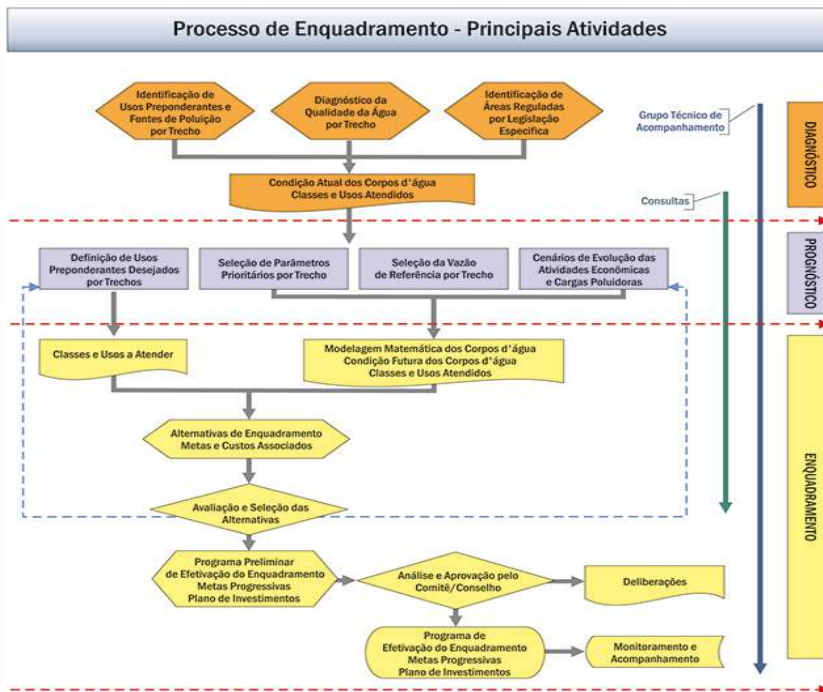 Processo de Enquadramento - Principais Atividades
Identificação de
Usos Preponderantes e
Fontes de Poluição
por Trecho
Diagnóstico da
Qualidade da Água
por Trecho
Identificação de
Áreas Reguladas
por Legislação
Específica
Grupo Técnico de
Acompanhamento
DIAGNÓSTICO
Condição Atual dos Corpos d'água
Classes e Usos Atendidos
Consultas
Definição de Usos
Preponderantes Desejados
por Trechos
Seleção de Parâmetros
Prioritários por Trecho
Seleção da Vazão
de Referência por Trecho
Cenários de Evolução das
Atividades Econômicas
e Cargas Poluidoras
PROGNÓSTICO
Classes e Usos a Atender
Modelagem Matemática dos Corpos d'água
Condição Futura dos Corpos d'água
Classes e Usos Atendidos
Alternativas de Enquadramento
Metas e Custos Associados
ENQUADRAMENTO
Avaliação e Seleção das
Alternativas
Programa Preliminar
de Efetivação do Enquadramento
Metas Progressivas
Plano de Investimentos
Análise e Aprovação pelo
Comitê/Conselho
Deliberações
Programa de
Efetivação do Enquadramento
Metas Progressivas
Plano de Investimentos
Monitoramento e
Acompanhamento